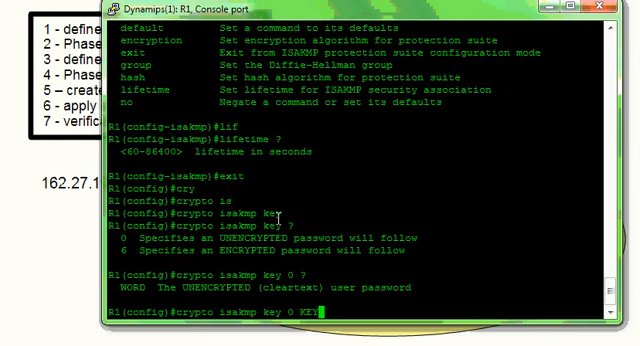 Dynamips(1): R1, Console port
1 - define
2 - Phase
3 - define
4 - Phase
5 – create
6 - apply
7 - verifica
162.27.1
default Set a command to its defaults
encryption Set encryption algorithm for protection suite
exit Exit from ISAKMP protection suite configuration mode
group Set the Diffie-Hellman group
hash Set hash algorithm for protection suite
lifetime Set lifetime for ISAKMP security association
no Negate a command or set its defaults
R1(config-isakmp)#lif
R1(config-isakmp)#lifetime ?
<60-86400> lifetime in seconds
R1(config-isakmp)#exit
R1(config)#cry
R1(config)#crypto is
R1(config)#crypto isakmp key
R1(config)#crypto isakmp key ?
0 Specifies an UNENCRYPTED password will follow
6 Specifies an ENCRYPTED password will follow
R1(config)#crypto isakmp key 0 ?
WORD The UNENCRYPTED (cleartext) user password
R1(config)#crypto isakmp key 0 KEY